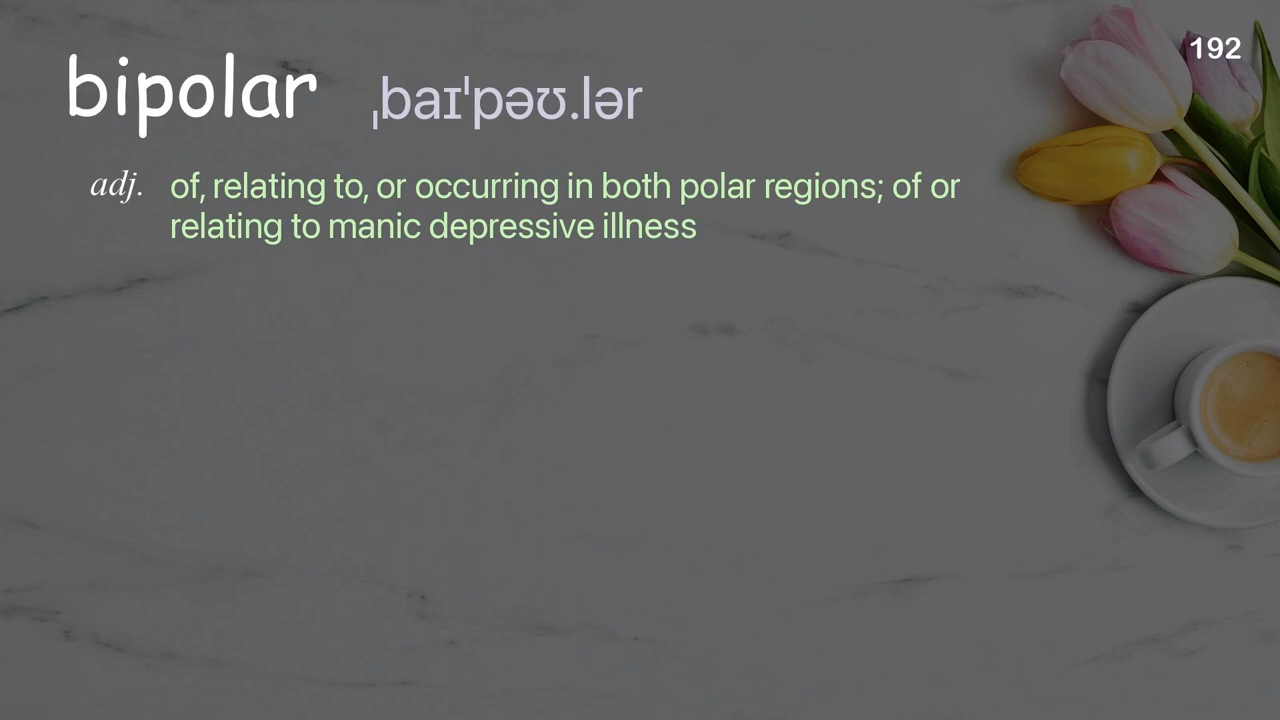 192
bipolar ˌbaɪˈpəʊ.lər
adj. of, relating to, or occurring in both polar regions; of or
relating to manic depressive illness